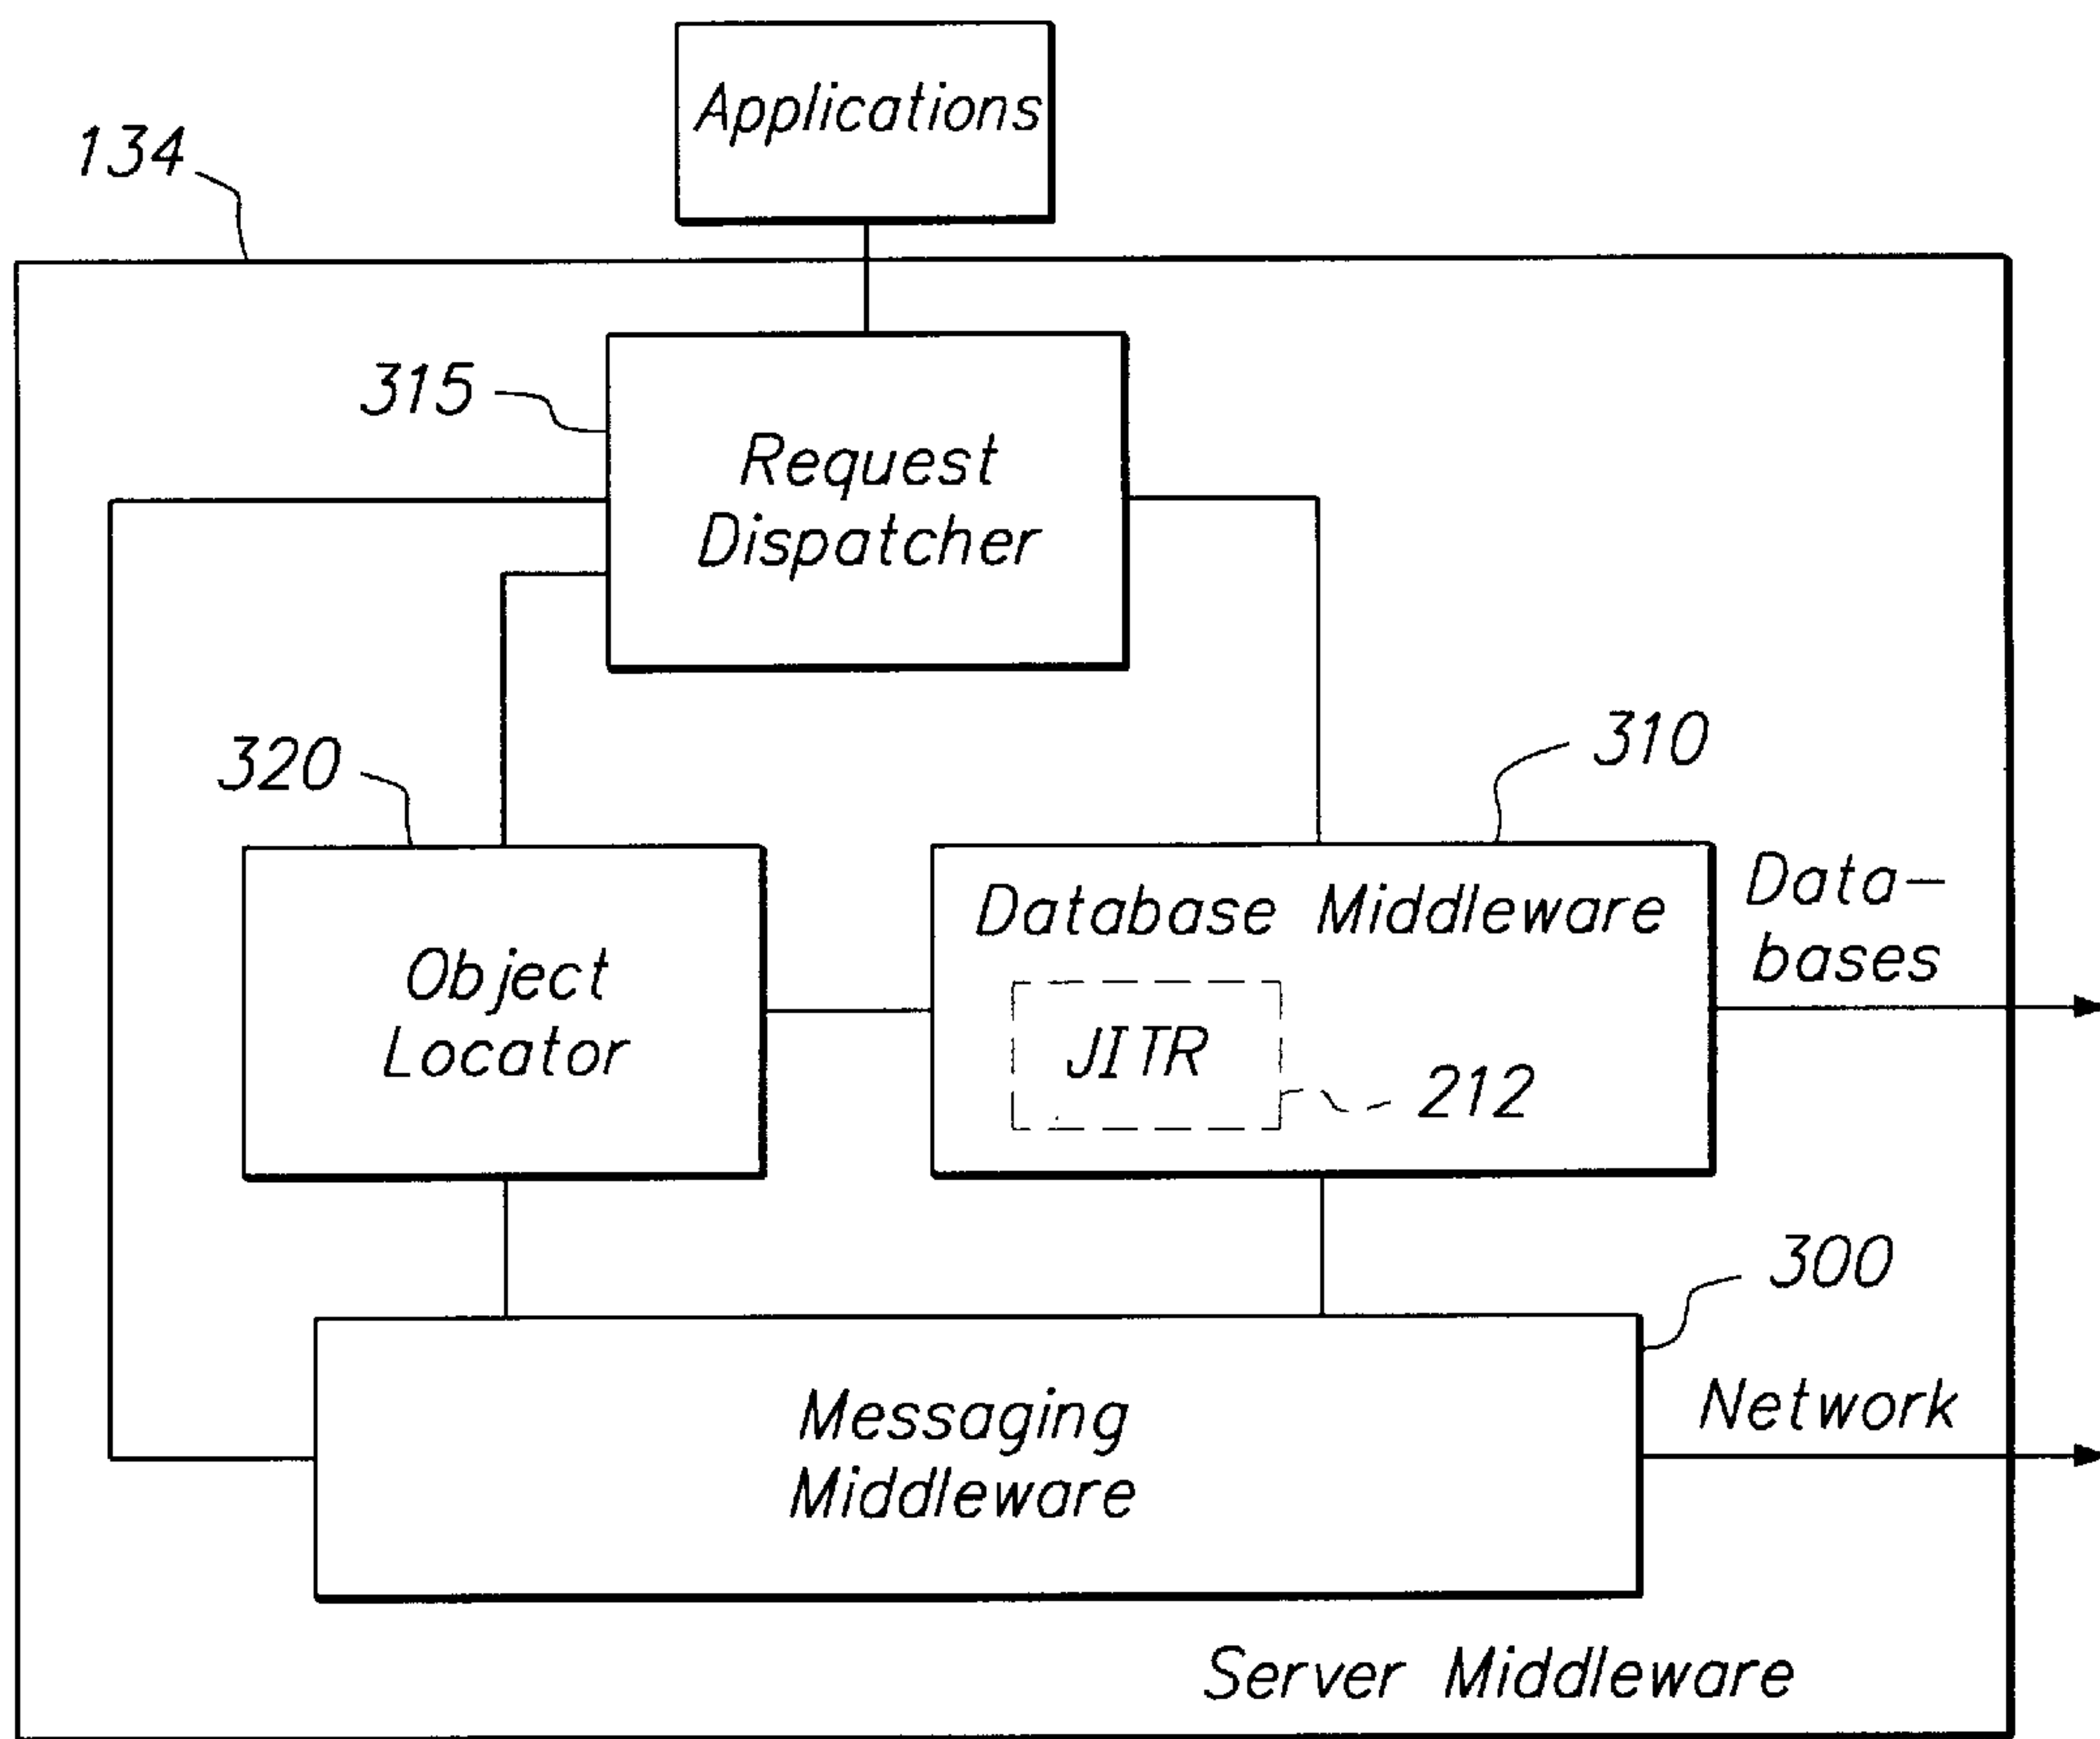 Applications
134
315
Request
Dispatcher
320
310
Object
Locator
Database Middleware
JITR
212
Data-
bases
300
Messaging
Middleware
Network
Server Middleware